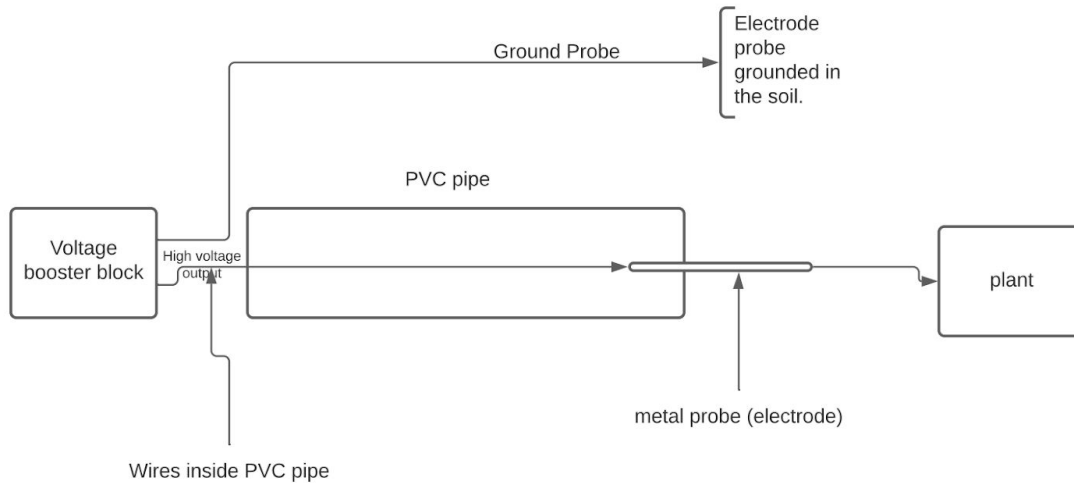 Ground Probe
Electrode
probe
grounded in
the soil.
PVC pipe
Voltage
booster block
High voltage
output
plant
metal probe (electrode)
Wires inside PVC pipe